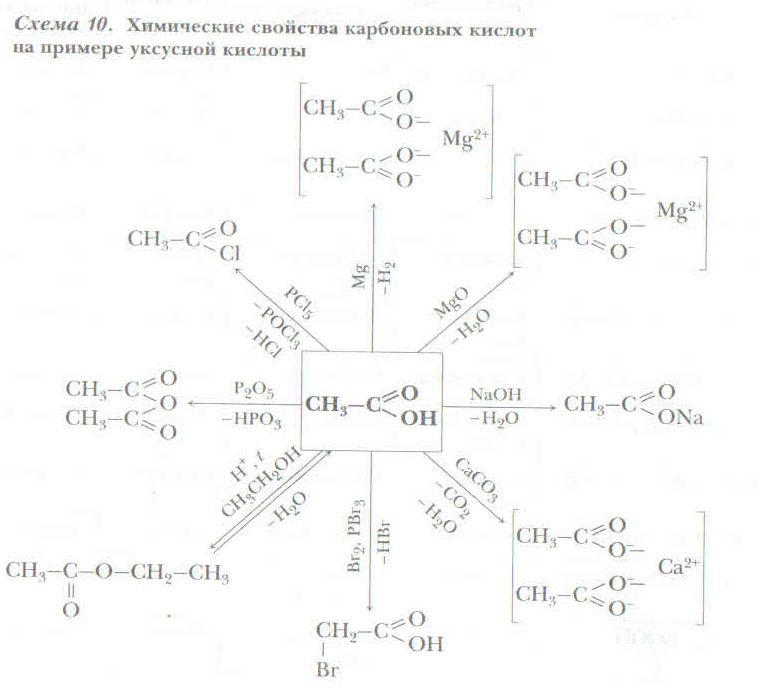 Схема 10. Химические свойства карбоновых кислот
на примере уксусной кислоты
CH₃–C=O
O–
Mg²⁺
CH₃–C
O–
O⁻
CH₃–C=O
O–
Mg²⁺
CH₃–C
O–
O⁻
CH₃–C=O
Cl
Mg
–H₂
PCl₅
–POCl₃
–HCl
MgO
–H₂O
CH₃–C=O
O
CH₃–C=O
P₂O₅
–HPO₃
CH₃–C=O
OH
NaOH
–H₂O
CH₃–C=O
ONa
H⁺, t
CH₃CH₂OH
–H₂O
Br₂, PBr₃
–HBr
CaCO₃
–CO₂
–H₂O
CH₃–C=O
O–
Ca²⁺
CH₃–C
O–
O⁻
CH₃–C–O–CH₂–CH₃
O
CH₂–C=O
OH
Br